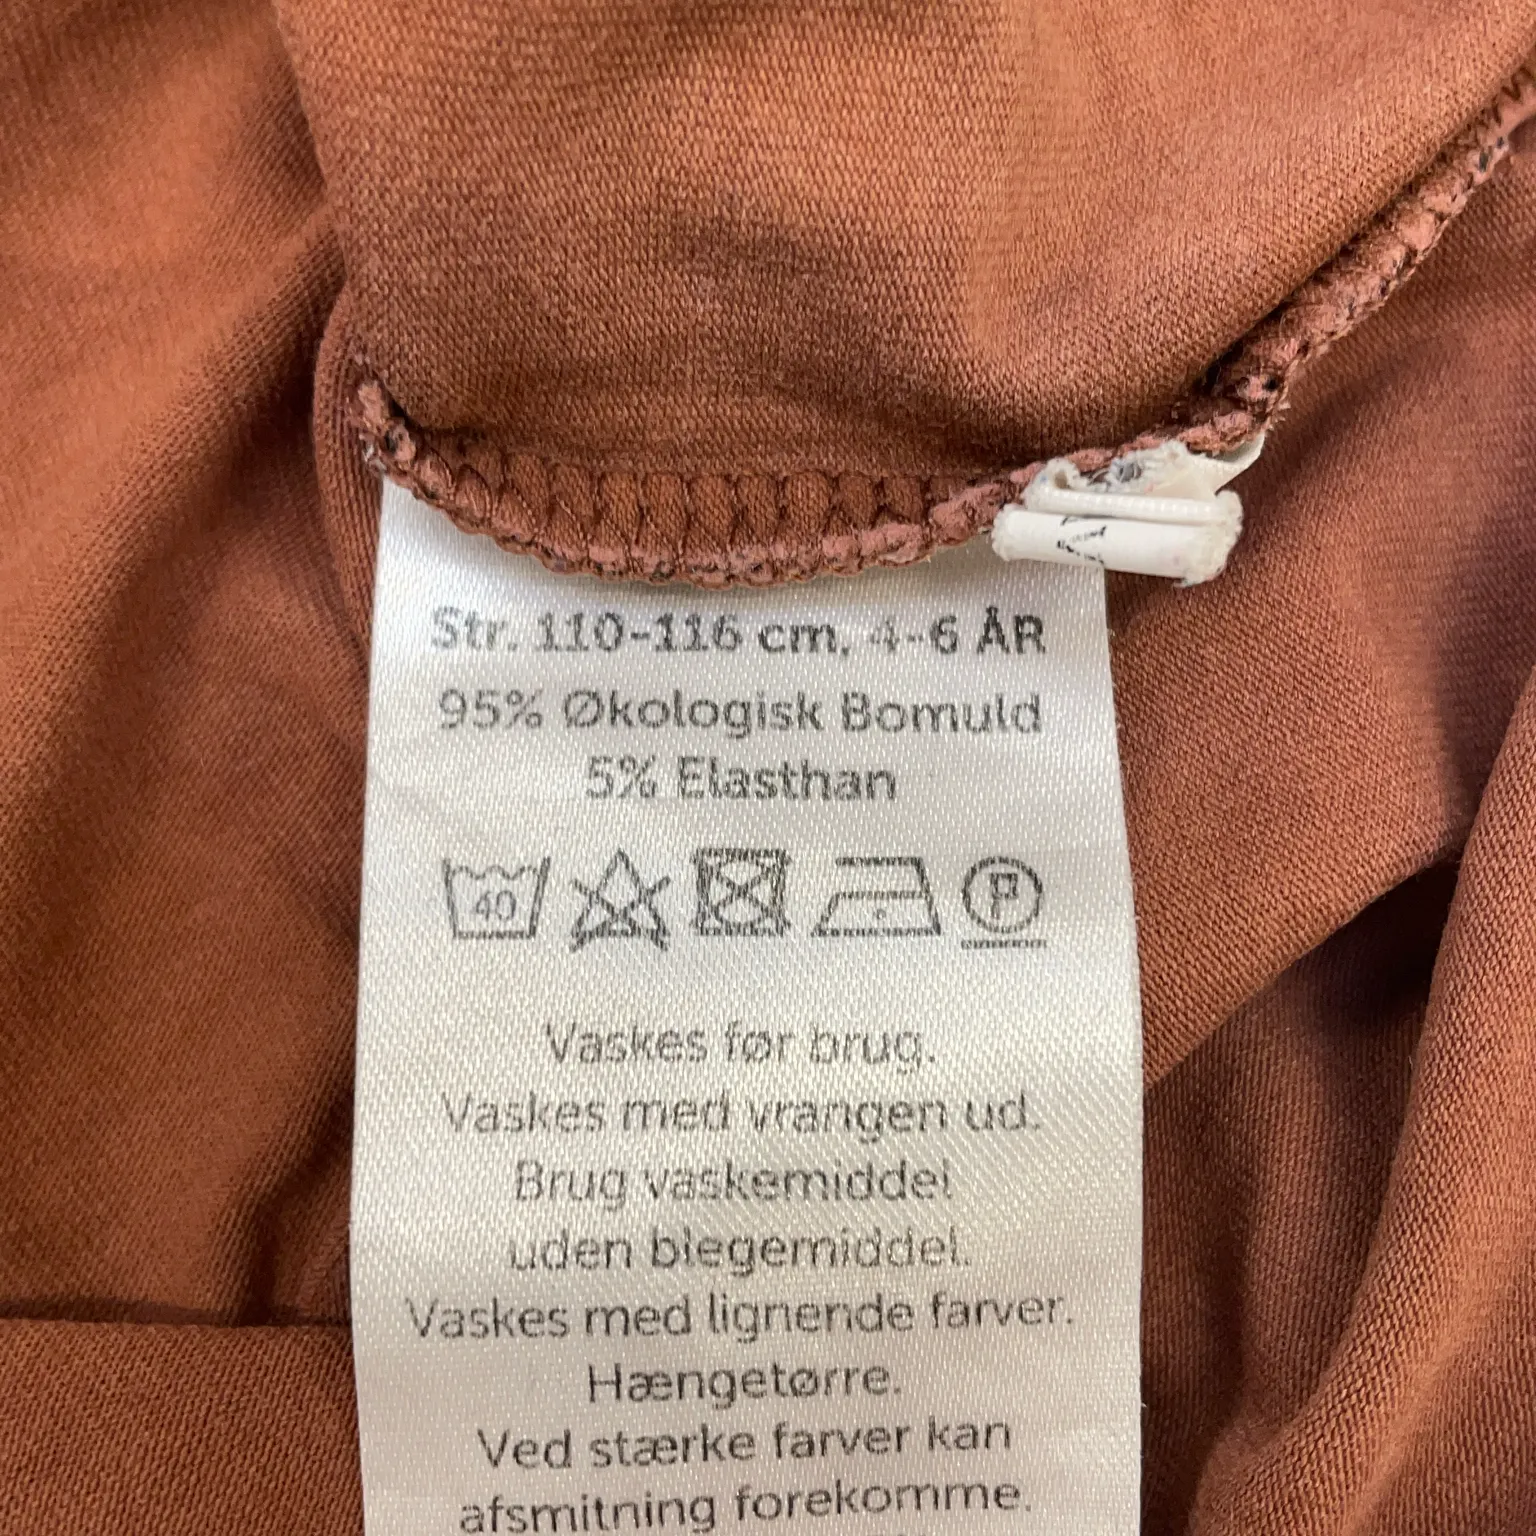 Str. 110-116 cm, 4-6 ÅR
95% Økologisk Bomuld
5% Elasthan
40 P
Vaskes før brug.
Vaskes med vrangen ud.
Brug vaskemiddel
uden blegemiddel.
Vaskes med lignende farver.
Hængetørre.
Ved stærke farver kan
afsmitning forekomme.